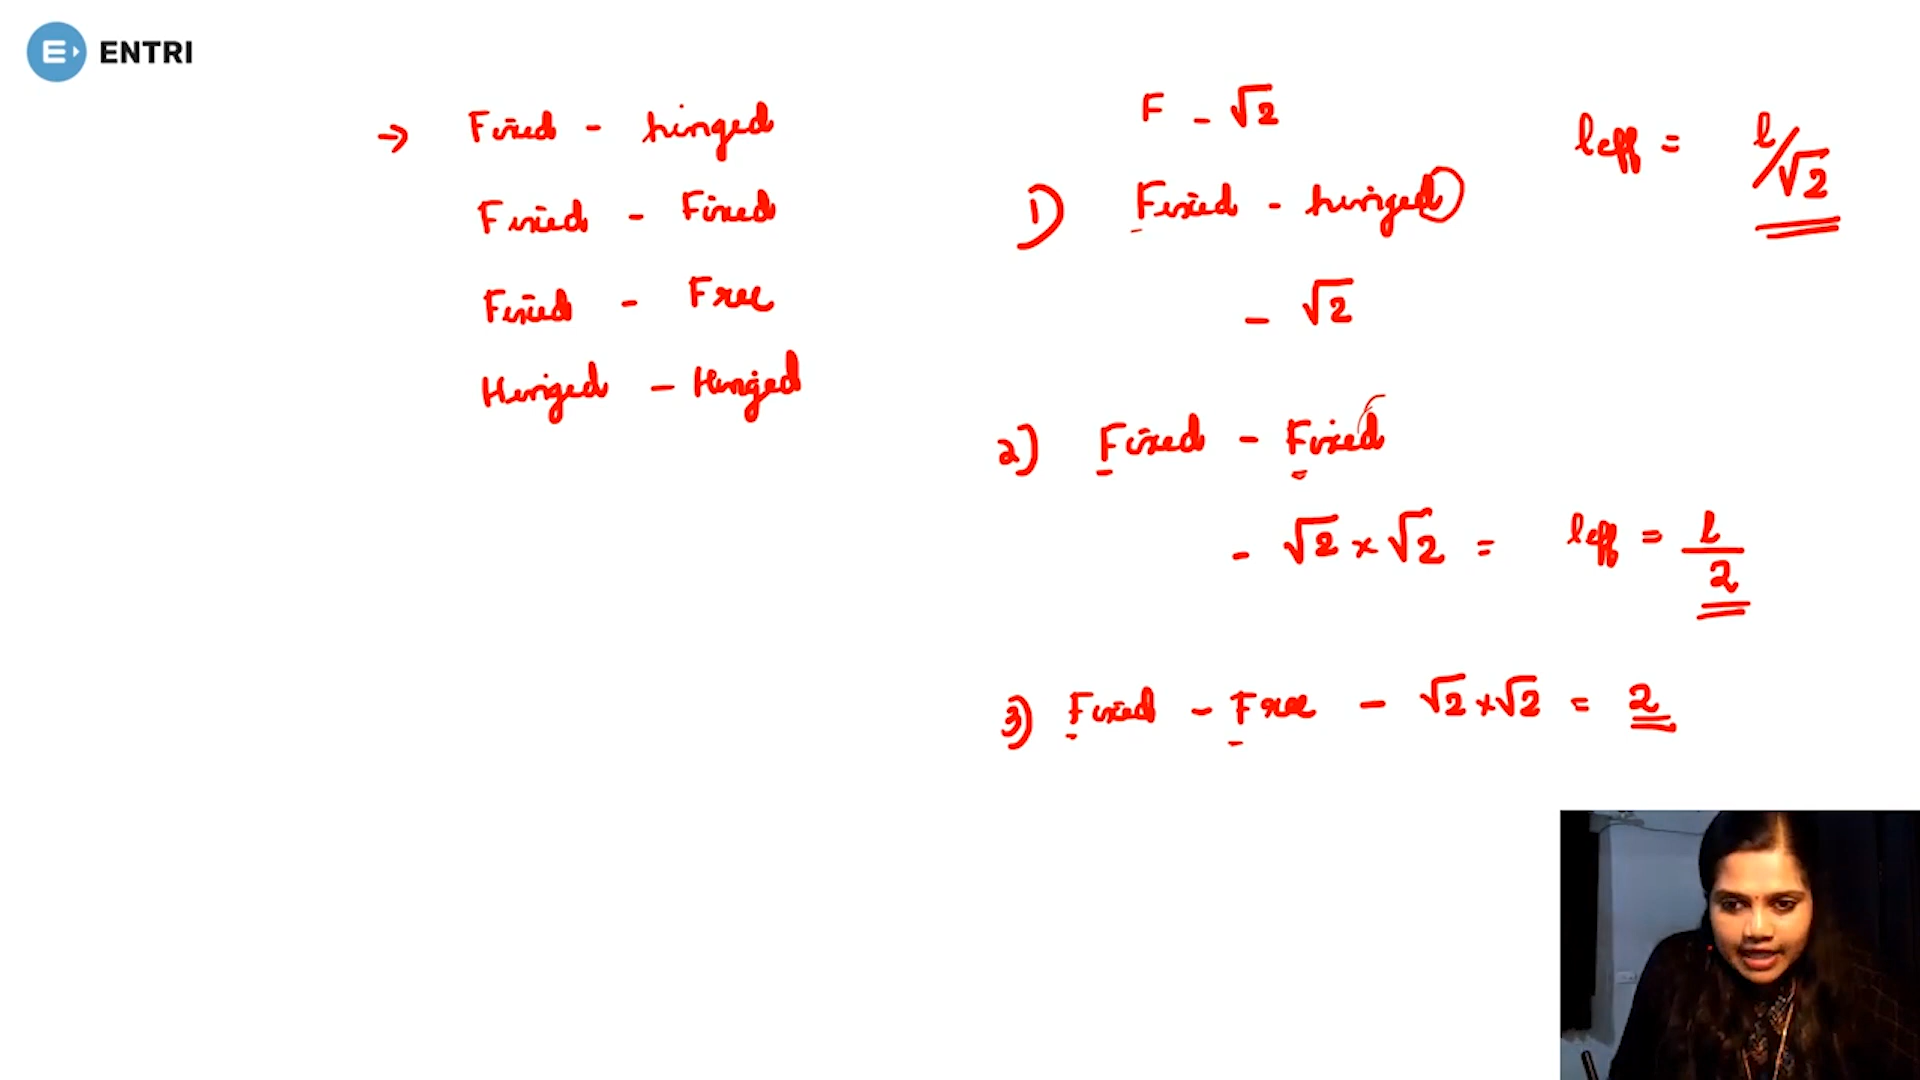 ENTRI
→ Fixed - hinged
Fixed - Fixed
Fixed - Free
Hinged - Hinged
F - √2
1) Fixed - hinged
- √2
leff = l/√2
2) Fixed - Fixed
- √2 × √2 = leff = l/2
3) Fixed - Free - √2 × √2 = 2